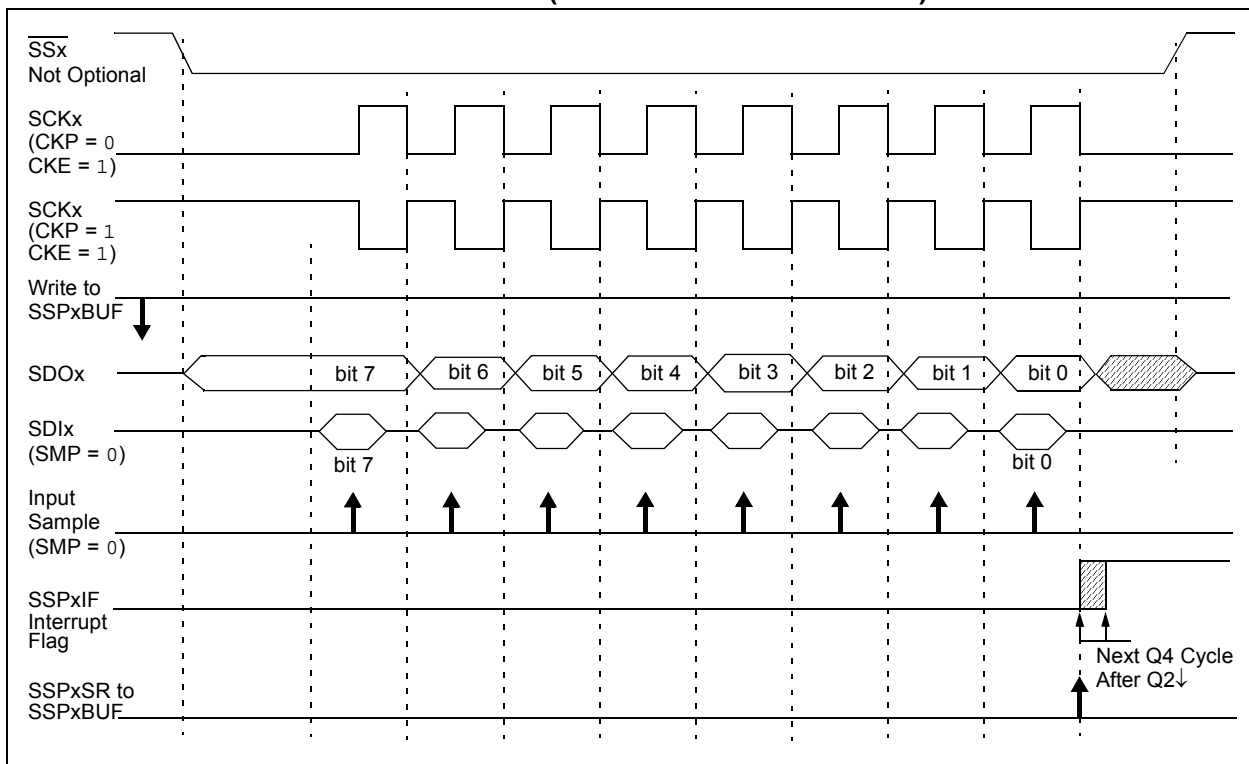 SSx
Not Optional
SCKx
(CKP = 0
CKE = 1)
SCKx
(CKP = 1
CKE = 1)
Write to
SSPxBUF
SDOx
bit 7 bit 6 bit 5 bit 4 bit 3 bit 2 bit 1 bit 0
SDIx
(SMP = 0)
bit 7 bit 0
Input
Sample
(SMP = 0)
SSPxIF
Interrupt
Flag
Next Q4 Cycle
After Q2↓
SSPxSR to
SSPxBUF